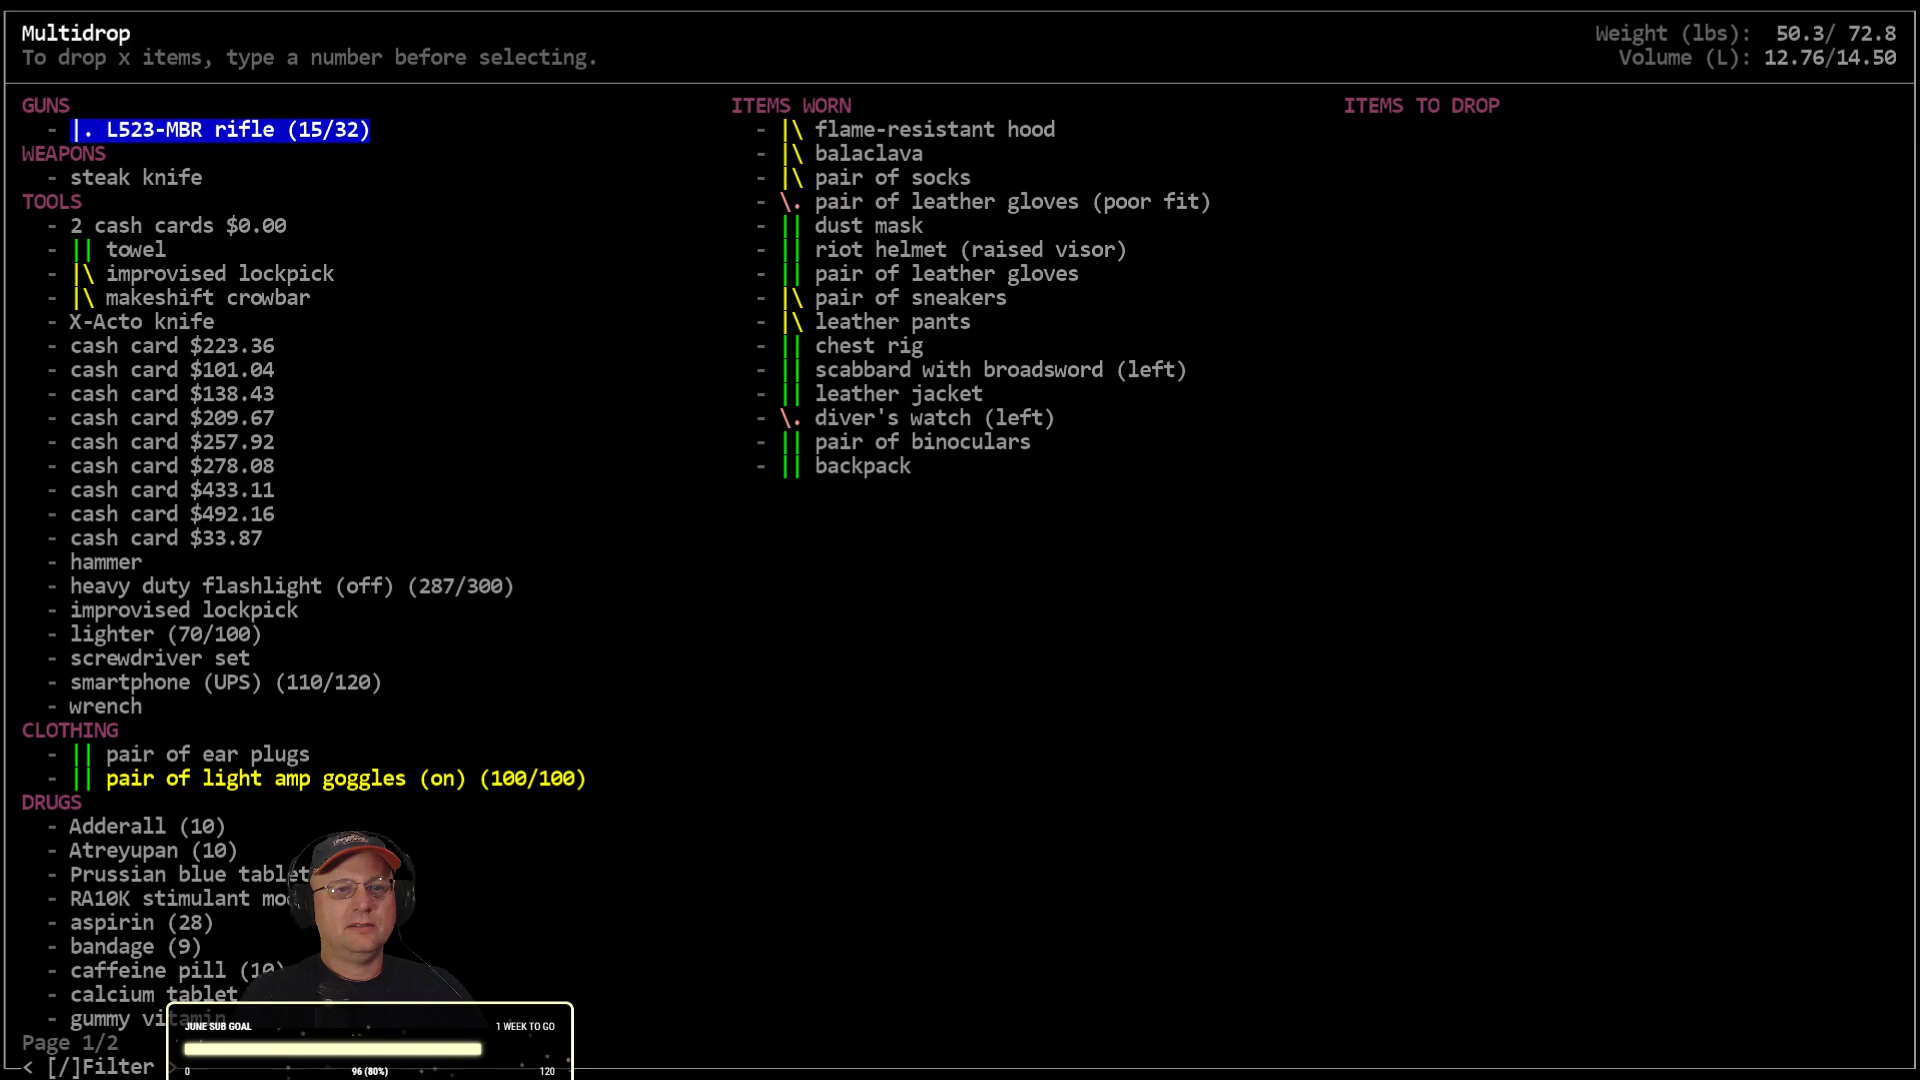 Multidrop
To drop x items, type a number before selecting.
Weight (lbs): 50.3/ 72.8
Volume (L): 12.76/14.50
GUNS
- |. L523-MBR rifle (15/32)
WEAPONS
- steak knife
TOOLS
- 2 cash cards $0.00
- || towel
- |\ improvised lockpick
- |\ makeshift crowbar
- X-Acto knife
- cash card $223.36
- cash card $101.04
- cash card $138.43
- cash card $209.67
- cash card $257.92
- cash card $278.08
- cash card $433.11
- cash card $492.16
- cash card $33.87
- hammer
- heavy duty flashlight (off) (287/300)
- improvised lockpick
- lighter (70/100)
- screwdriver set
- smartphone (UPS) (110/120)
- wrench
CLOTHING
- || pair of ear plugs
- || pair of light amp goggles (on) (100/100)
DRUGS
- Adderall (10)
- Atreyupan (10)
- Prussian blue tablet
- RA10K stimulant
- aspirin (28)
- bandage (9)
- caffeine pill (10)
- calcium tablet
- gummy vitamin
Page 1/2
< [/]Filter >
ITEMS WORN
- |\ flame-resistant hood
- |\ balaclava
- |\ pair of socks
- \. pair of leather gloves (poor fit)
- || dust mask
- || riot helmet (raised visor)
- || pair of leather gloves
- |\ pair of sneakers
- |\ leather pants
- || chest rig
- || scabbard with broadsword (left)
- || leather jacket
- \. diver's watch (left)
- || pair of binoculars
- || backpack
ITEMS TO DROP
JUNE SUB GOAL
1 WEEK TO GO
0
96 (80%)
120